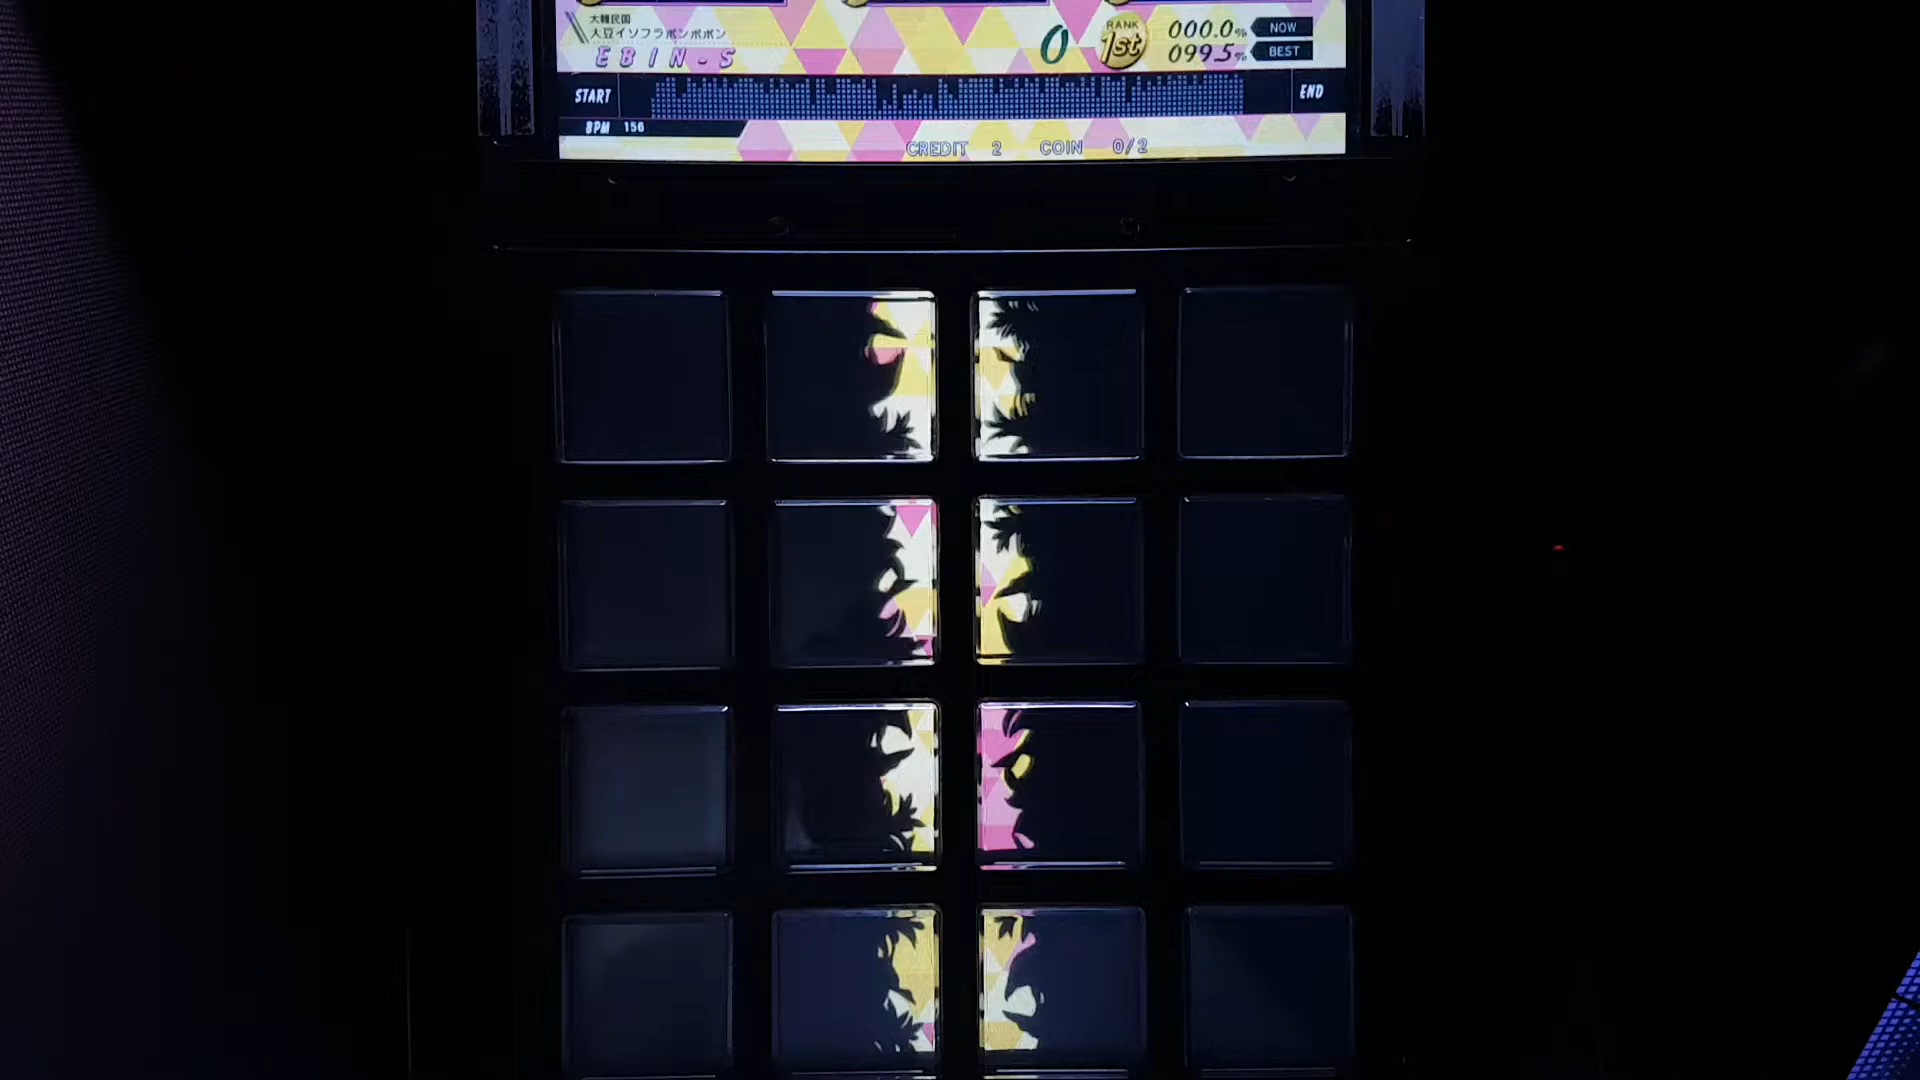 大韓民国
大豆イソフラボンボボン
EBIN-S
0
RANK
1st
000.0% NOW
099.5% BEST
START
END
BPM 156
CREDIT 2 COIN 0/2